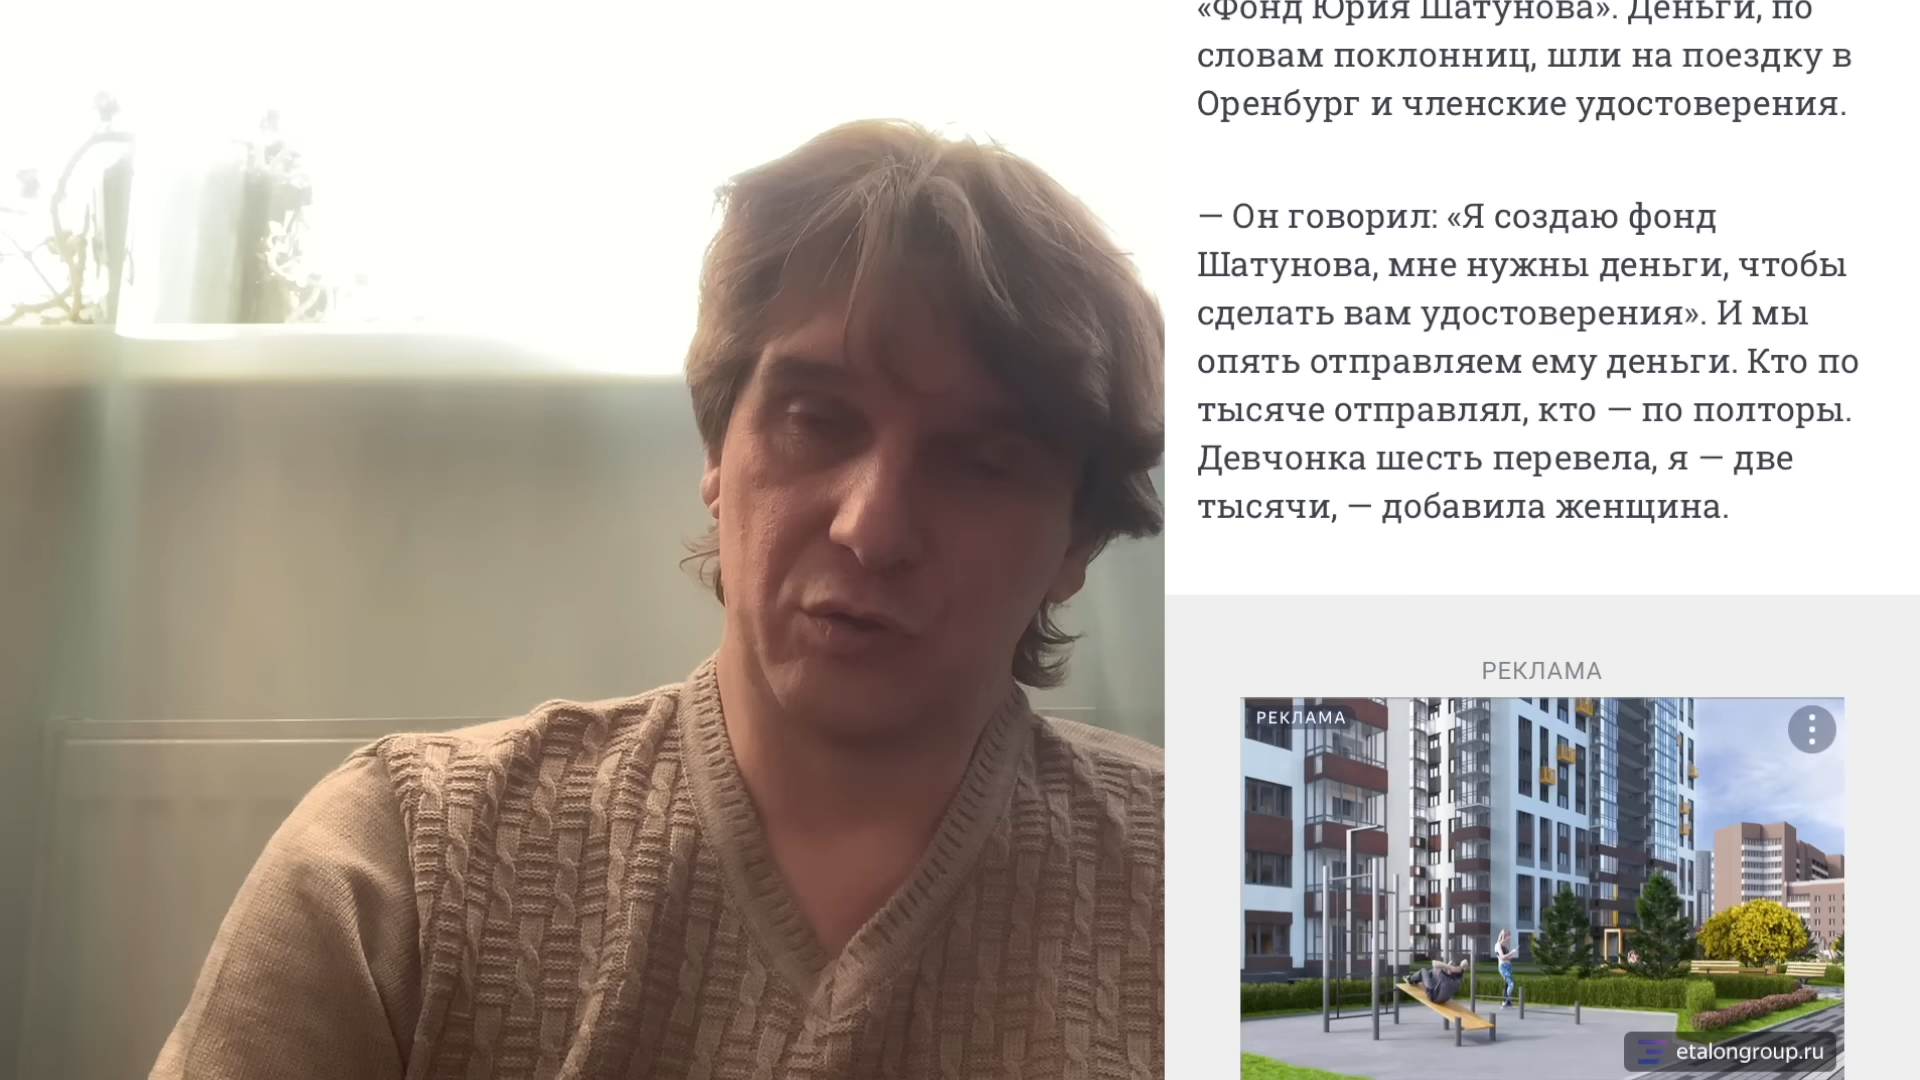 «Фонд Юрия Шатунова». Деньги, по
словам поклонниц, шли на поездку в
Оренбург и членские удостоверения.
— Он говорил: «Я создаю фонд
Шатунова, мне нужны деньги, чтобы
сделать вам удостоверения». И мы
опять отправляем ему деньги. Кто по
тысяче отправлял, кто — по полторы.
Девчонка шесть перевела, я — две
тысячи, — добавила женщина.
РЕКЛАМА
РЕКЛАМА
etalongroup.ru